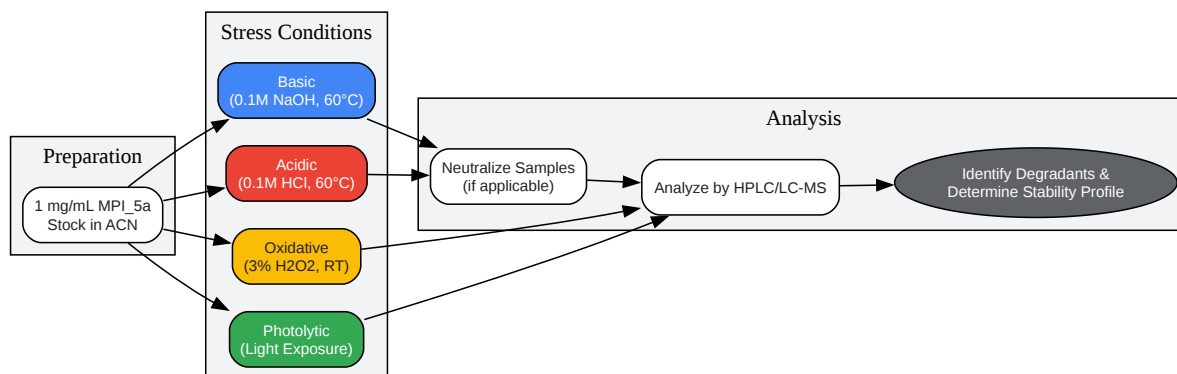 Preparation
1 mg/mL MPI_5a
Stock in ACN
Stress Conditions
Basic
(0.1M NaOH, 60°C)
Acidic
(0.1M HCl, 60°C)
Oxidative
(3% H2O2, RT)
Photolytic
(Light Exposure)
Analysis
Neutralize Samples
(if applicable)
Analyze by HPLC/LC-MS
Identify Degradants &
Determine Stability Profile